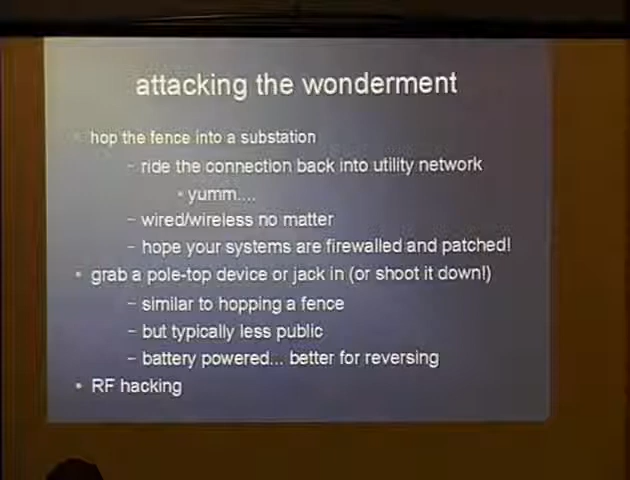 attacking the wonderment
• hop the fence into a substation
– ride the connection back into utility network
• yumm....
– wired/wireless no matter
– hope your systems are firewalled and patched!
• grab a pole-top device or jack in (or shoot it down!)
– similar to hopping a fence
– but typically less public
– battery powered... better for reversing
• RF hacking